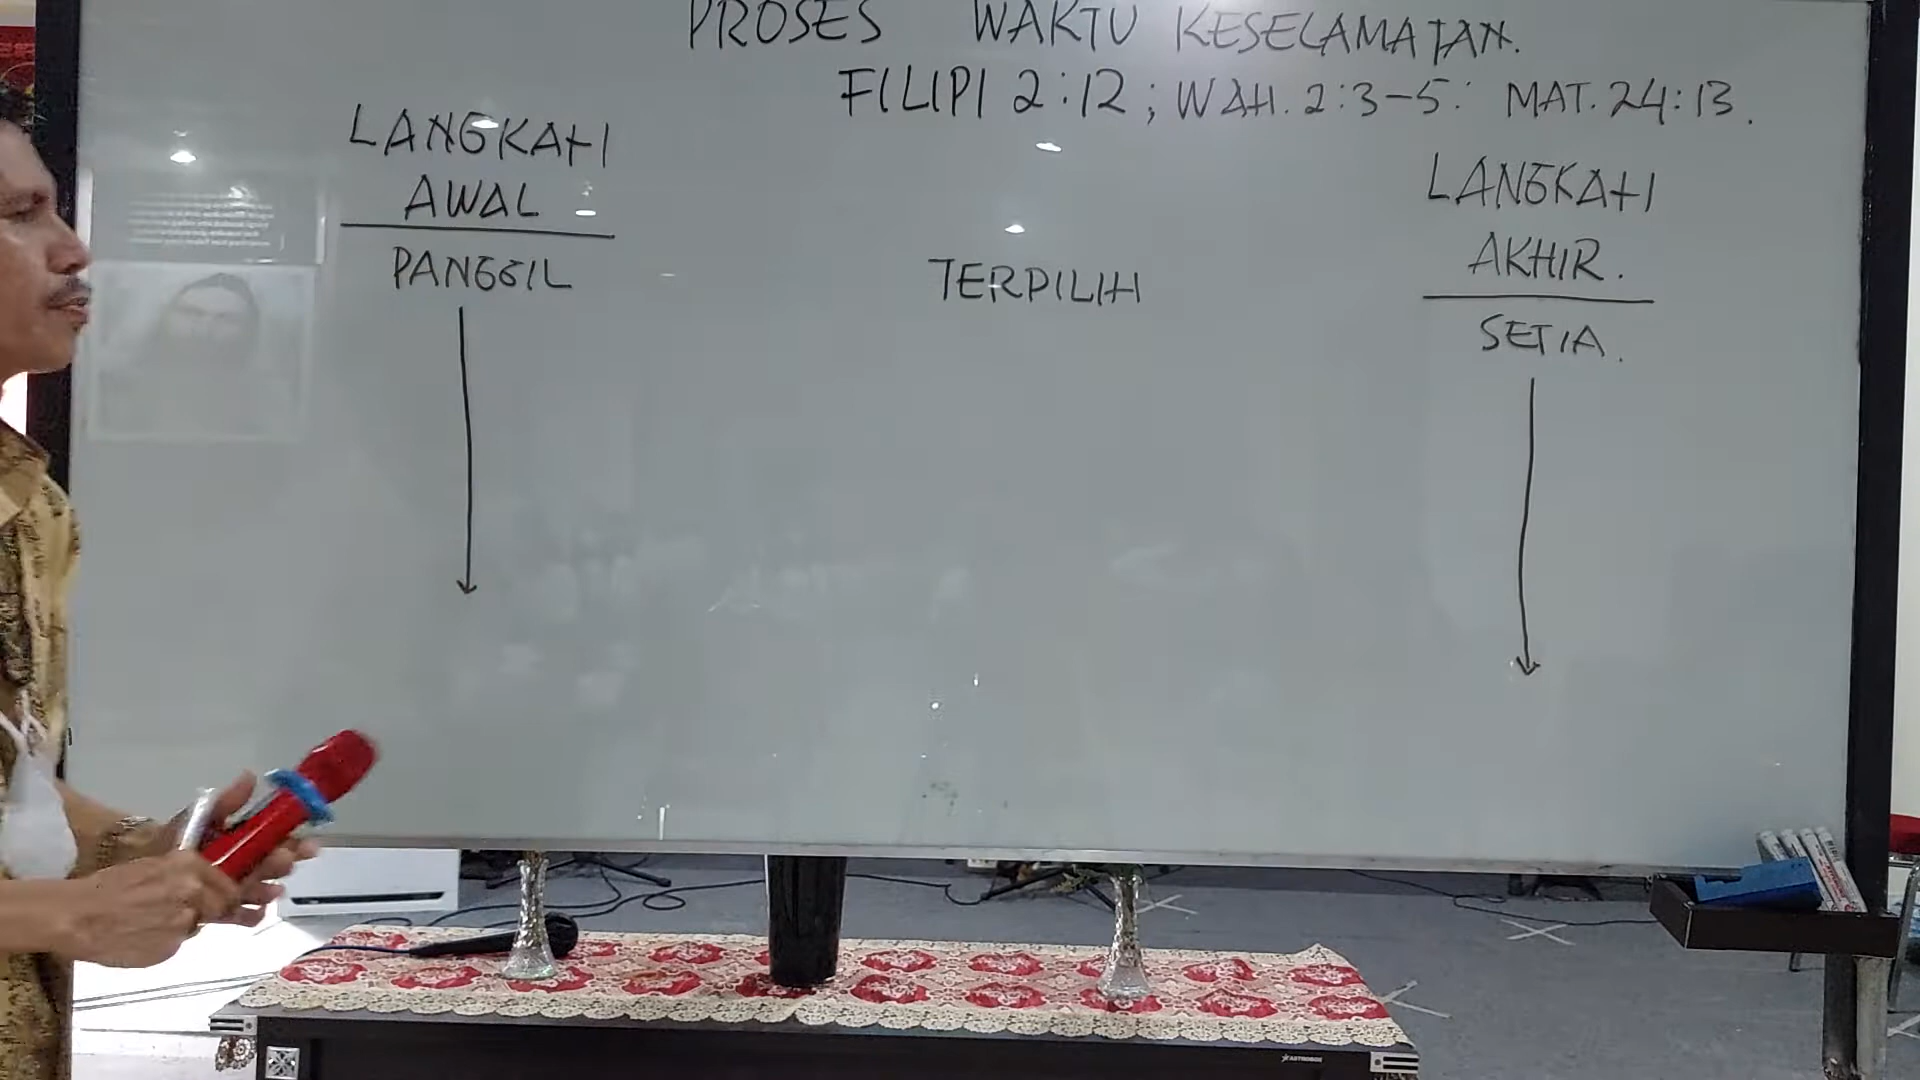 PROSES WAKTU KESELAMATAN.
FILIPI 2:12; WAH. 2:3-5: MAT. 24:13.
LANGKAH
AWAL
PANGGIL
TERPILIH
LANGKAH
AKHIR.
SETIA.